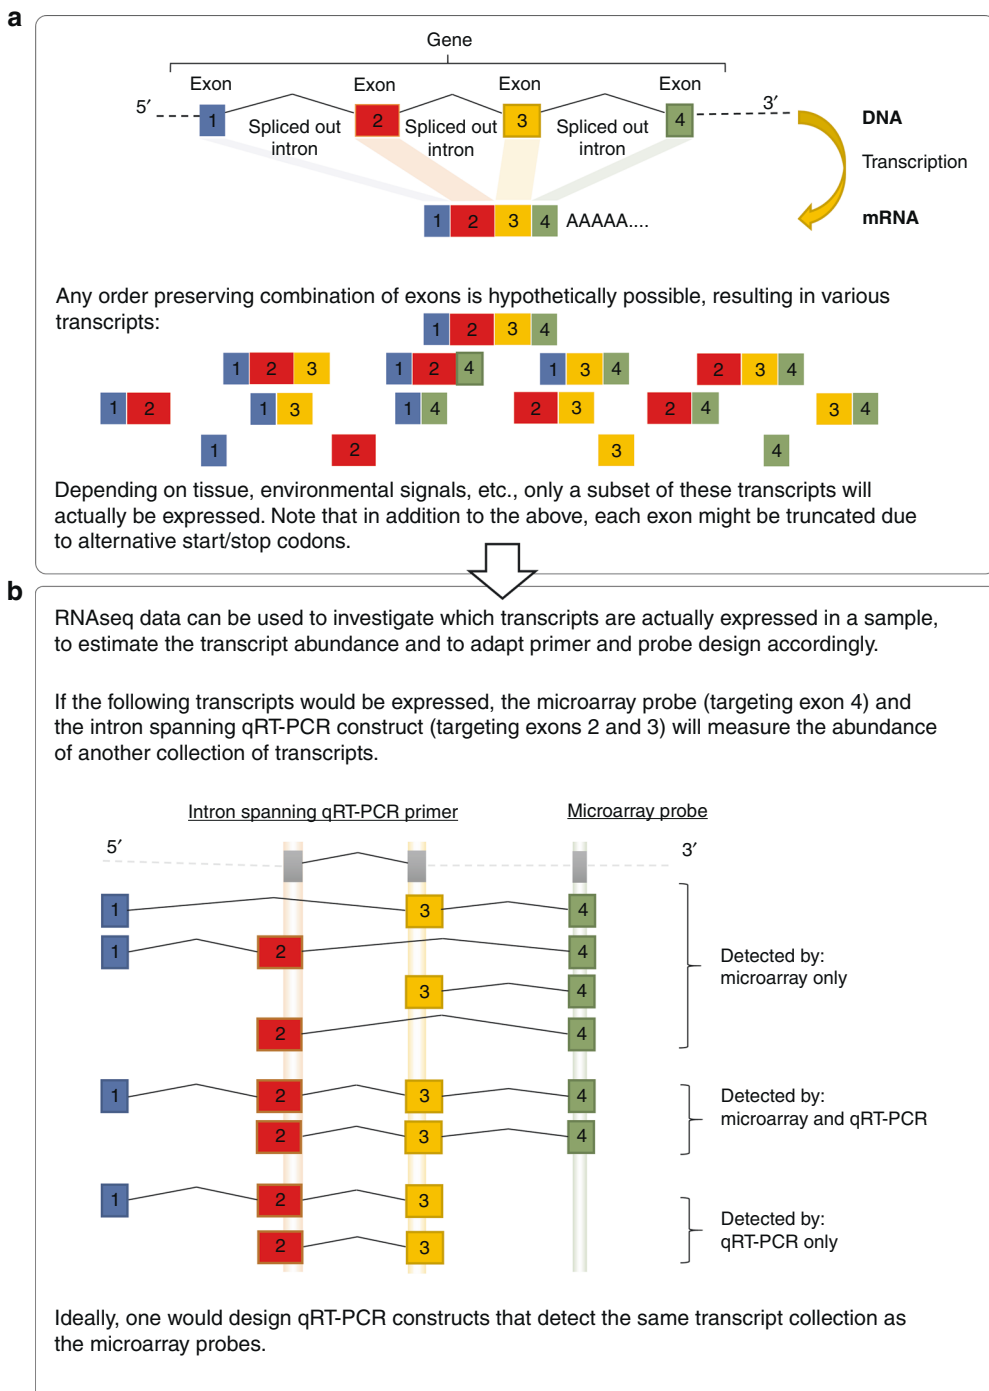 a
Gene
Exon Exon Exon Exon
5′ 3′
1 2 3 4
DNA
Spliced out intron
Spliced out intron
Spliced out intron
Transcription
1 2 3 4 AAAAA....
mRNA
Any order preserving combination of exons is hypothetically possible, resulting in various
transcripts:
1 2 3 4
1 2 3 1 2 4 1 3 4 2 3 4
1 2 1 3 1 4 2 3 2 4 3 4
1 2 3 4
Depending on tissue, environmental signals, etc., only a subset of these transcripts will
actually be expressed. Note that in addition to the above, each exon might be truncated due
to alternative start/stop codons.
b
RNAseq data can be used to investigate which transcripts are actually expressed in a sample,
to estimate the transcript abundance and to adapt primer and probe design accordingly.
If the following transcripts would be expressed, the microarray probe (targeting exon 4) and
the intron spanning qRT-PCR construct (targeting exons 2 and 3) will measure the abundance
of another collection of transcripts.
Intron spanning qRT-PCR primer Microarray probe
5′ 3′
1 3 4
1 2 4
3 4
2 4
Detected by:
microarray only
1 2 3 4
2 3 4
Detected by:
microarray and qRT-PCR
1 2 3
2 3
Detected by:
qRT-PCR only
Ideally, one would design qRT-PCR constructs that detect the same transcript collection as
the microarray probes.